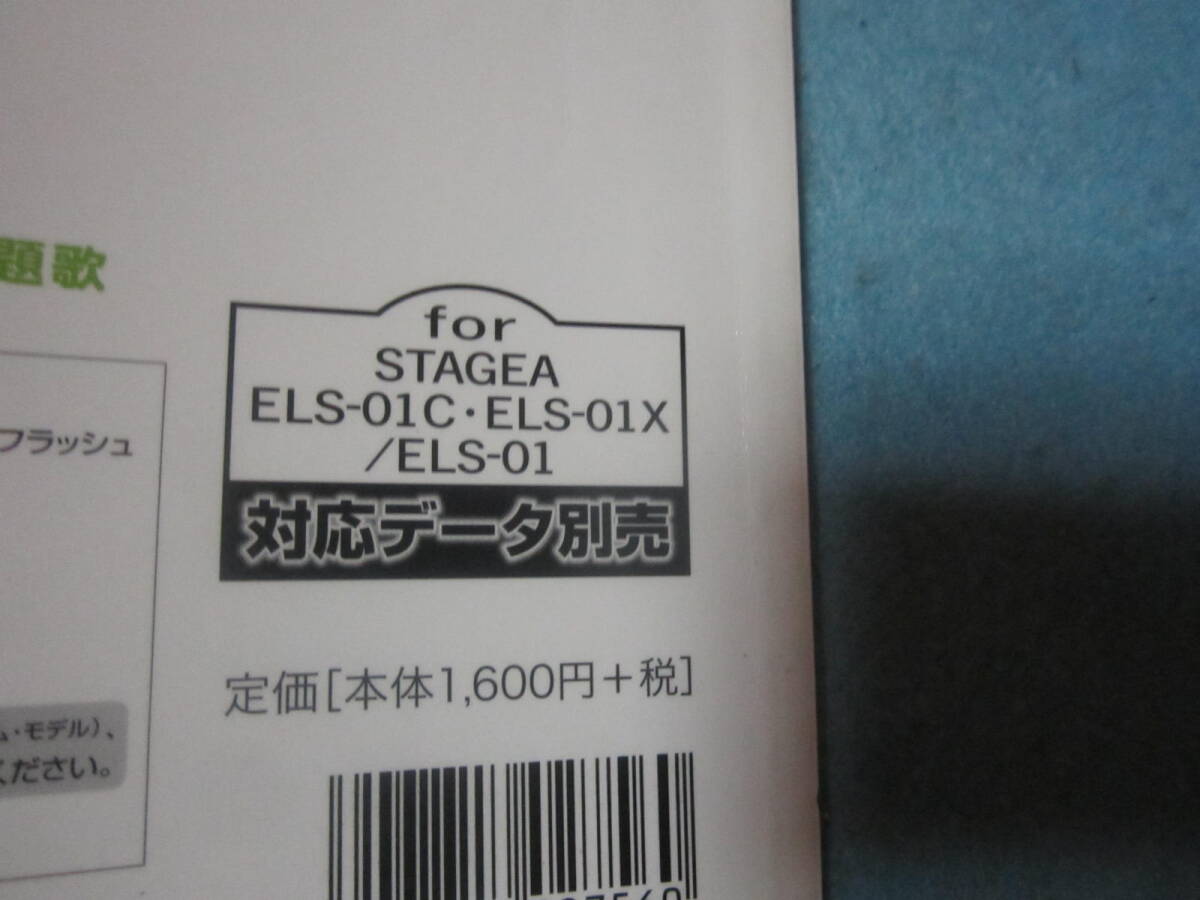 題歌
for
STAGEA
ELS-01C・ELS-01X
/ELS-01
対応データ別売
フラッシュ
定価[本体1,600円+税]
ム・モデル)、
ください。